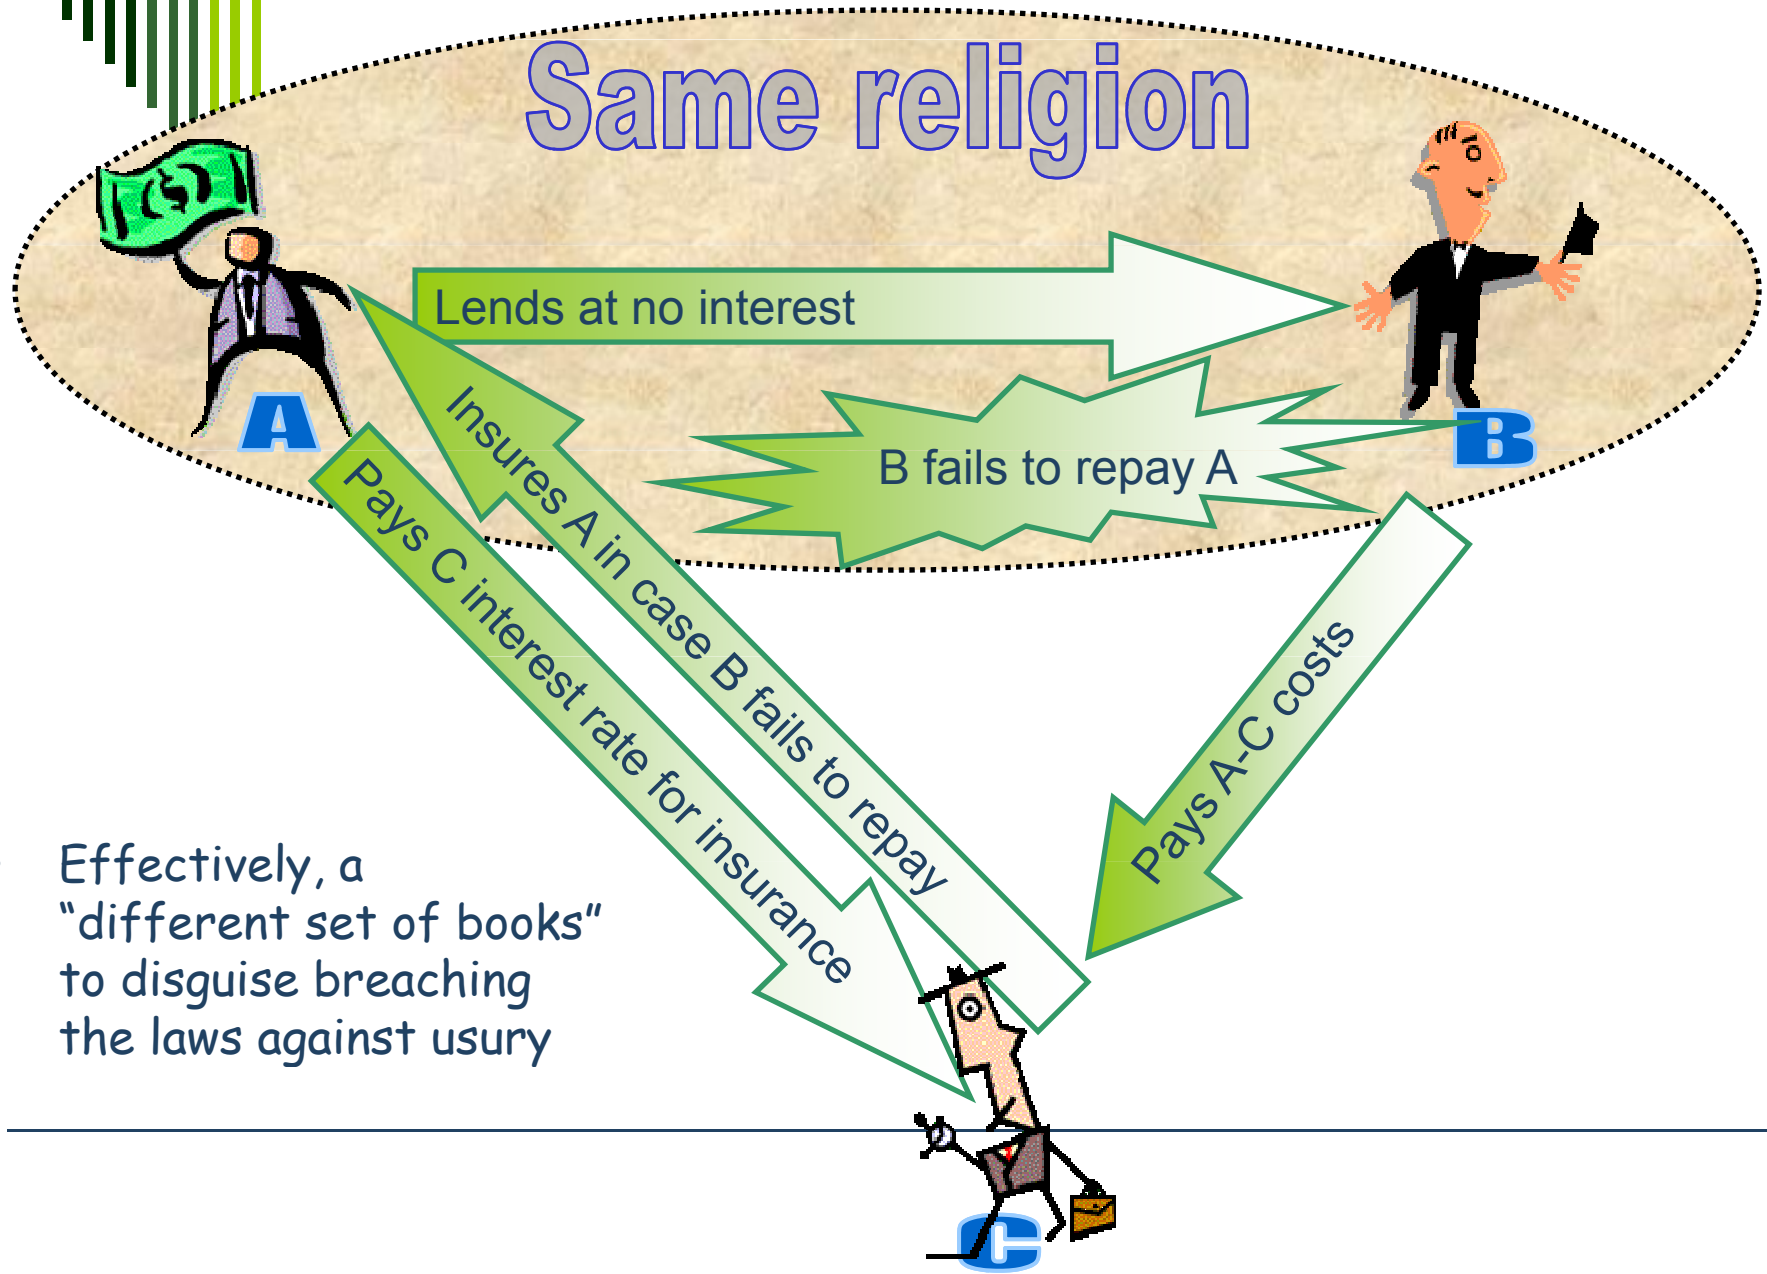 Same religion
Lends at no interest
Insures A in case B fails to repay
B fails to repay A
A
B
Pays C interest rate for insurance
Pays A-C costs
Effectively, a
“different set of books”
to disguise breaching
the laws against usury
C